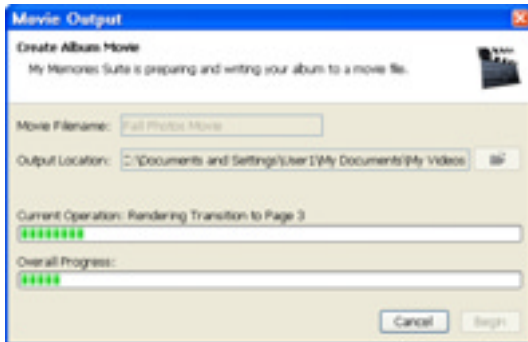 Movie Output
Create Album Movie
My Memories Suite is preparing and writing your album to a movie file.
Movie Filename: Fall Photos Movie
Output Location: C:\Documents and Settings\User1\My Documents\My Videos
Current Operation: Rendering Transition to Page 3
Overall Progress:
Cancel Begin